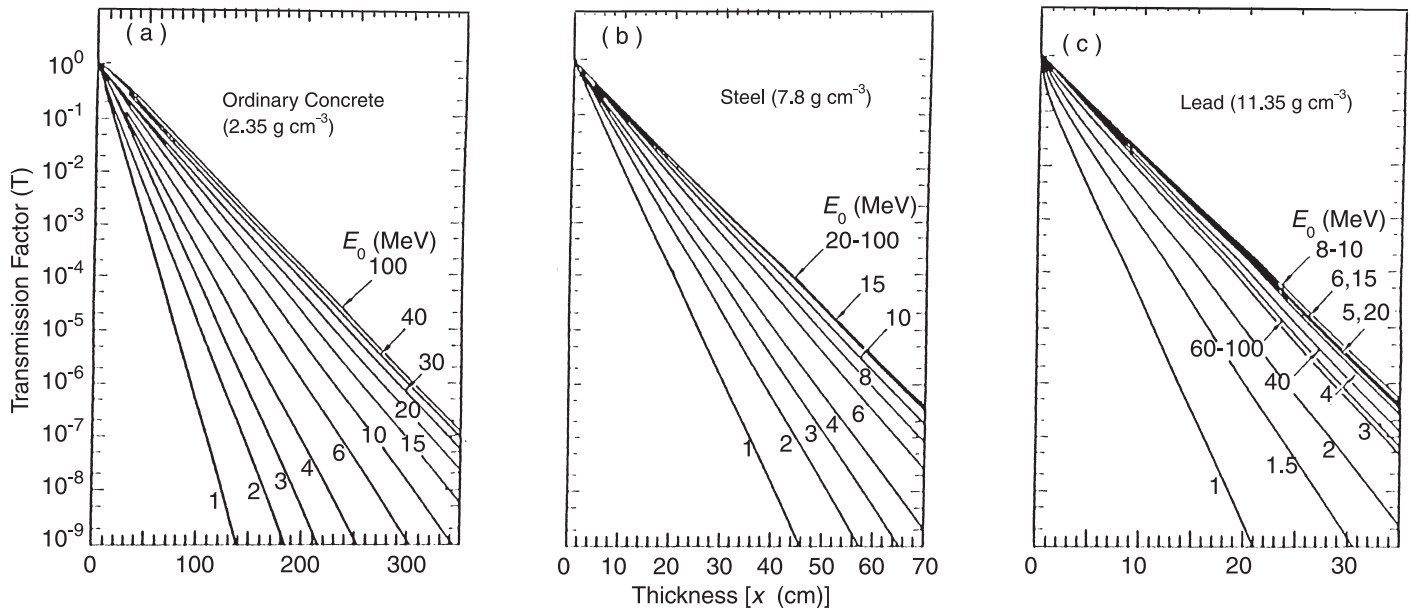 (a)
Ordinary Concrete
(2.35 g cm⁻³)
E₀ (MeV)
100
40
30
20
15
10
6
4
3
2
1
Transmission Factor (T)
10⁰
10⁻¹
10⁻²
10⁻³
10⁻⁴
10⁻⁵
10⁻⁶
10⁻⁷
10⁻⁸
10⁻⁹
0 100 200 300
(b)
Steel (7.8 g cm⁻³)
E₀ (MeV)
20-100
15
10
8
6
4
3
2
1
0 10 20 30 40 50 60 70
Thickness [x (cm)]
(c)
Lead (11.35 g cm⁻³)
E₀ (MeV)
8-10
6,15
5,20
60-100
40
4
3
2
1.5
1
0 10 20 30